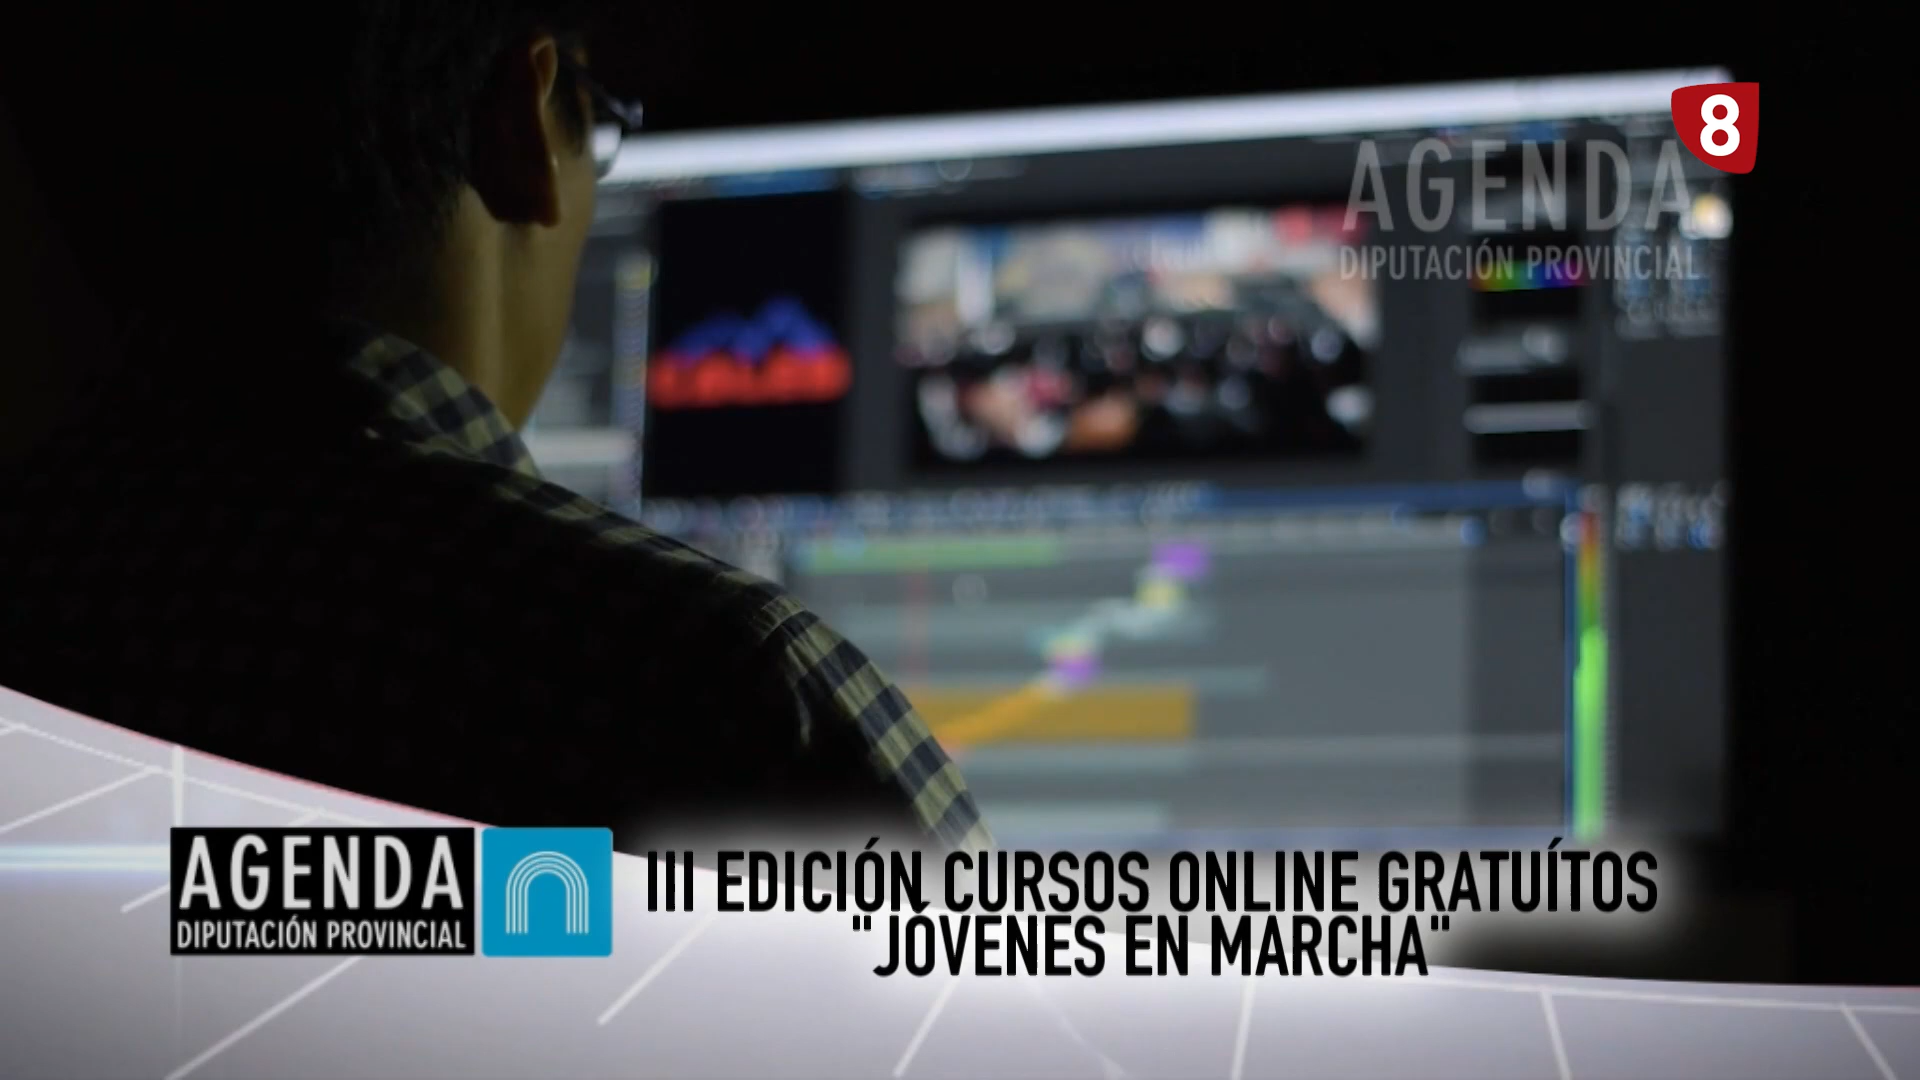 8
AGENDA
DIPUTACIÓN PROVINCIAL
AGENDA
DIPUTACIÓN PROVINCIAL
III EDICIÓN CURSOS ONLINE GRATUÍTOS
"JÓVENES EN MARCHA"